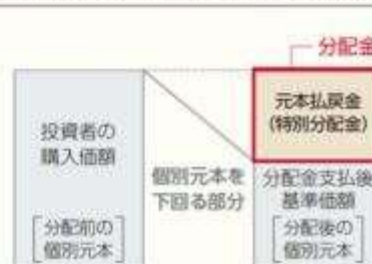 分配金
元本払戻金
(特別分配金)
投資者の
購入価額
個別元本を
下回る部分
分配金支払後
基準価額
分配前の
個別元本
分配後の
個別元本